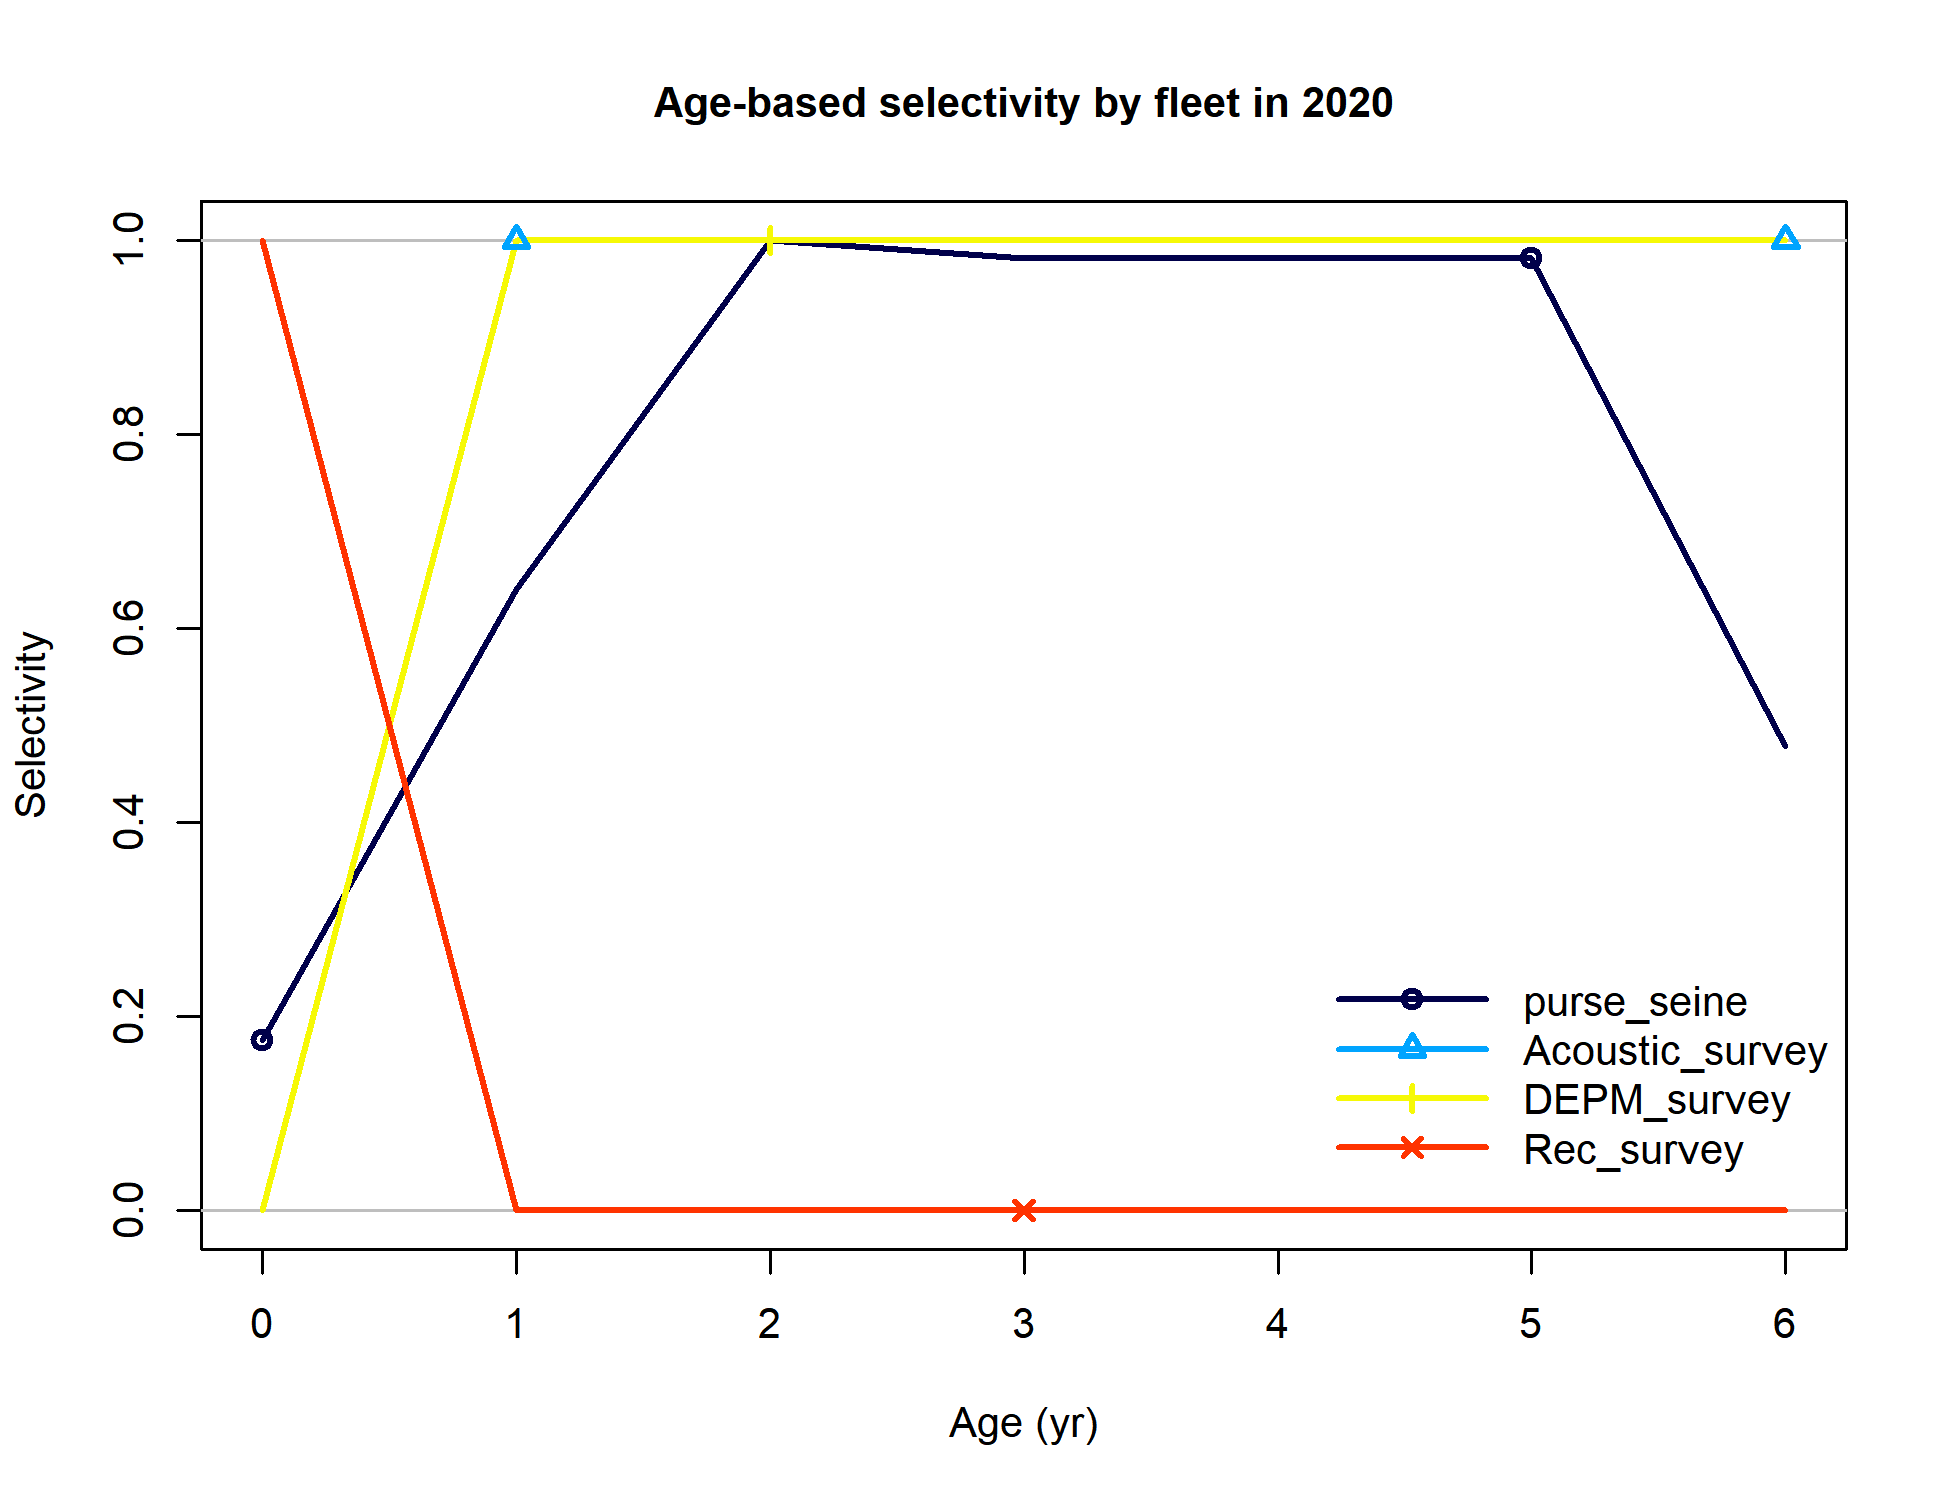 Age-based selectivity by fleet in 2020
Selectivity
1.0
0.8
0.6
0.4
0.2
0.0
purse_seine
Acoustic_survey
DEPM_survey
Rec_survey
0 1 2 3 4 5 6
Age (yr)